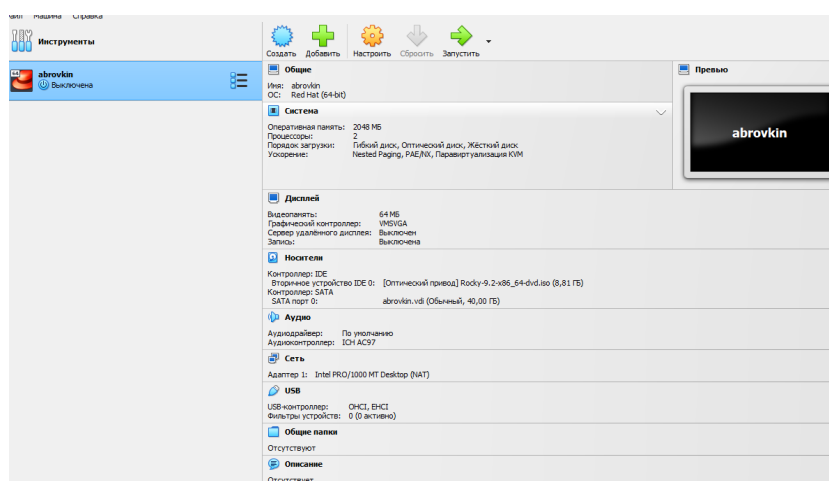 Файл Машина Справка
Инструменты
Создать Добавить Настроить Сбросить Запустить
64
abrovkin
Выключена
Общие
Имя: abrovkin
ОС: Red Hat (64-bit)
Система
Оперативная память: 2048 МБ
Процессоры: 2
Порядок загрузки: Гибкий диск, Оптический диск, Жёсткий диск
Ускорение: Nested Paging, PAE/NX, Паравиртуализация KVM
Превью
abrovkin
Дисплей
Видеопамять: 64 МБ
Графический контроллер: VMSVGA
Сервер удалённого дисплея: Выключен
Запись: Выключена
Носители
Контроллер: IDE
Вторичное устройство IDE 0: [Оптический привод] Rocky-9.2-x86_64-dvd.iso (8,81 ГБ)
Контроллер: SATA
SATA порт 0: abrovkin.vdi (Обычный, 40,00 ГБ)
Аудио
Аудиодрайвер: По умолчанию
Аудиоконтроллер: ICH AC97
Сеть
Адаптер 1: Intel PRO/1000 MT Desktop (NAT)
USB
USB-контроллер: OHCI, EHCI
Фильтры устройств: 0 (0 активно)
Общие папки
Отсутствуют
Описание
Отсутствует